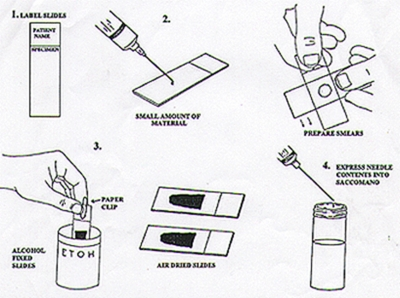 1. LABEL SLIDES
PATIENT
NAME
SPECIMEN
2.
SMALL AMOUNT OF
MATERIAL
PREPARE SMEARS
3.
PAPER
CLIP
ALCOHOL
FIXED
SLIDES
ETOH
AIR DRIED SLIDES
4. EXPRESS NEEDLE
CONTENTS INTO
SACCOMANO